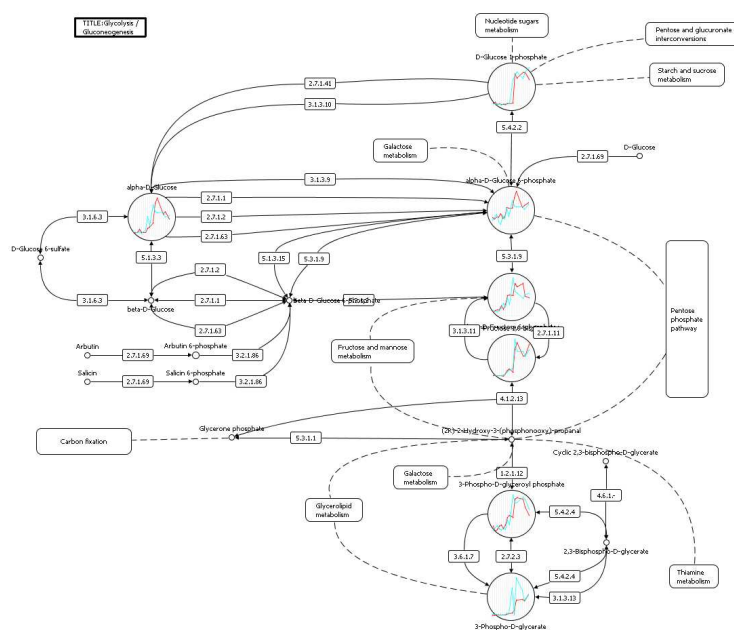 TITLE:Glycolysis /
Gluconeogenesis
Nucleotide sugars
metabolism
Pentose and glucuronate
interconversions
D-Glucose 1-phosphate
Starch and sucrose
metabolism
2.7.1.41
3.1.3.10
5.4.2.2
Galactose
metabolism
D-Glucose
2.7.1.69
3.1.3.9
alpha-D-Glucose 6-phosphate
alpha-D-Glucose
2.7.1.1
3.1.6.3
2.7.1.2
2.7.1.63
D-Glucose 6-sulfate
5.1.3.3
5.1.3.15
5.3.1.9
5.3.1.9
2.7.1.2
3.1.6.3
2.7.1.1
beta-D-Glucose 6-phosphate
beta-D-Glucose
Pentose
phosphate
pathway
2.7.1.63
3.1.3.11
2.7.1.11
Arbutin
Arbutin 6-phosphate
Fructose and mannose
metabolism
2.7.1.69
3.2.1.86
Salicin
Salicin 6-phosphate
2.7.1.69
3.2.1.86
4.1.2.13
Glycerone phosphate
(2R)-2-Hydroxy-3-(phosphonooxy)-propanal
Carbon fixation
5.3.1.1
Cyclic 2,3-bisphospho-D-glycerate
Galactose
metabolism
1.2.1.12
3-Phospho-D-glyceroyl phosphate
4.6.1.-
Glycerolipid
metabolism
5.4.2.4
2,3-Bisphospho-D-glycerate
3.6.1.7
2.7.2.3
5.4.2.4
Thiamine
metabolism
3.1.3.13
3-Phospho-D-glycerate